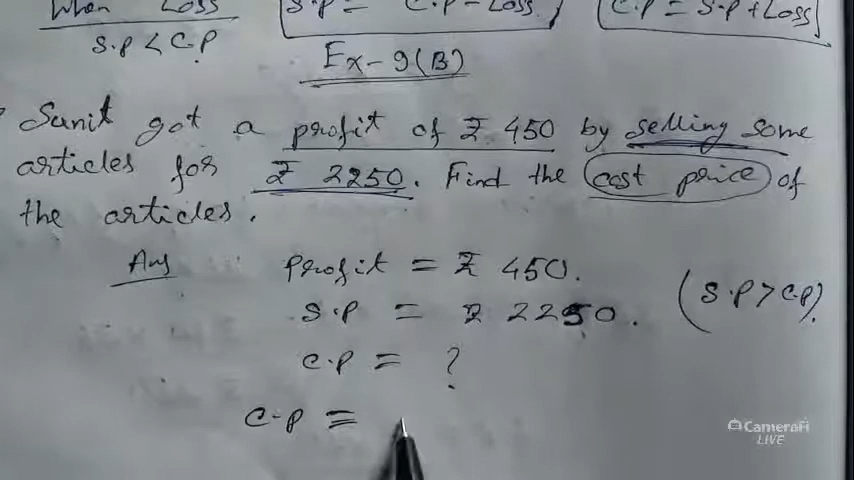 When Loss
S.P = C.P - Loss
C.P = S.P + Loss
S.P < C.P
Ex-9(B)
Sunit got a profit of ₹ 450 by selling some
articles for ₹ 2250. Find the cost price of
the articles.
Ans
Profit = ₹ 450.
S.P = ₹ 2250. (S.P > C.P).
C.P = ?
C.P =
CameraFi
LIVE